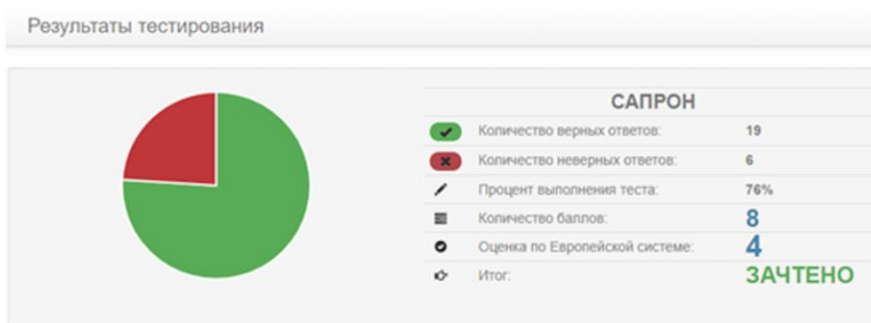 Результаты тестирования
САПРОН
Количество верных ответов: 19
Количество неверных ответов: 6
Процент выполнения теста: 76%
Количество баллов: 8
Оценка по Европейской системе: 4
Итог: ЗАЧТЕНО